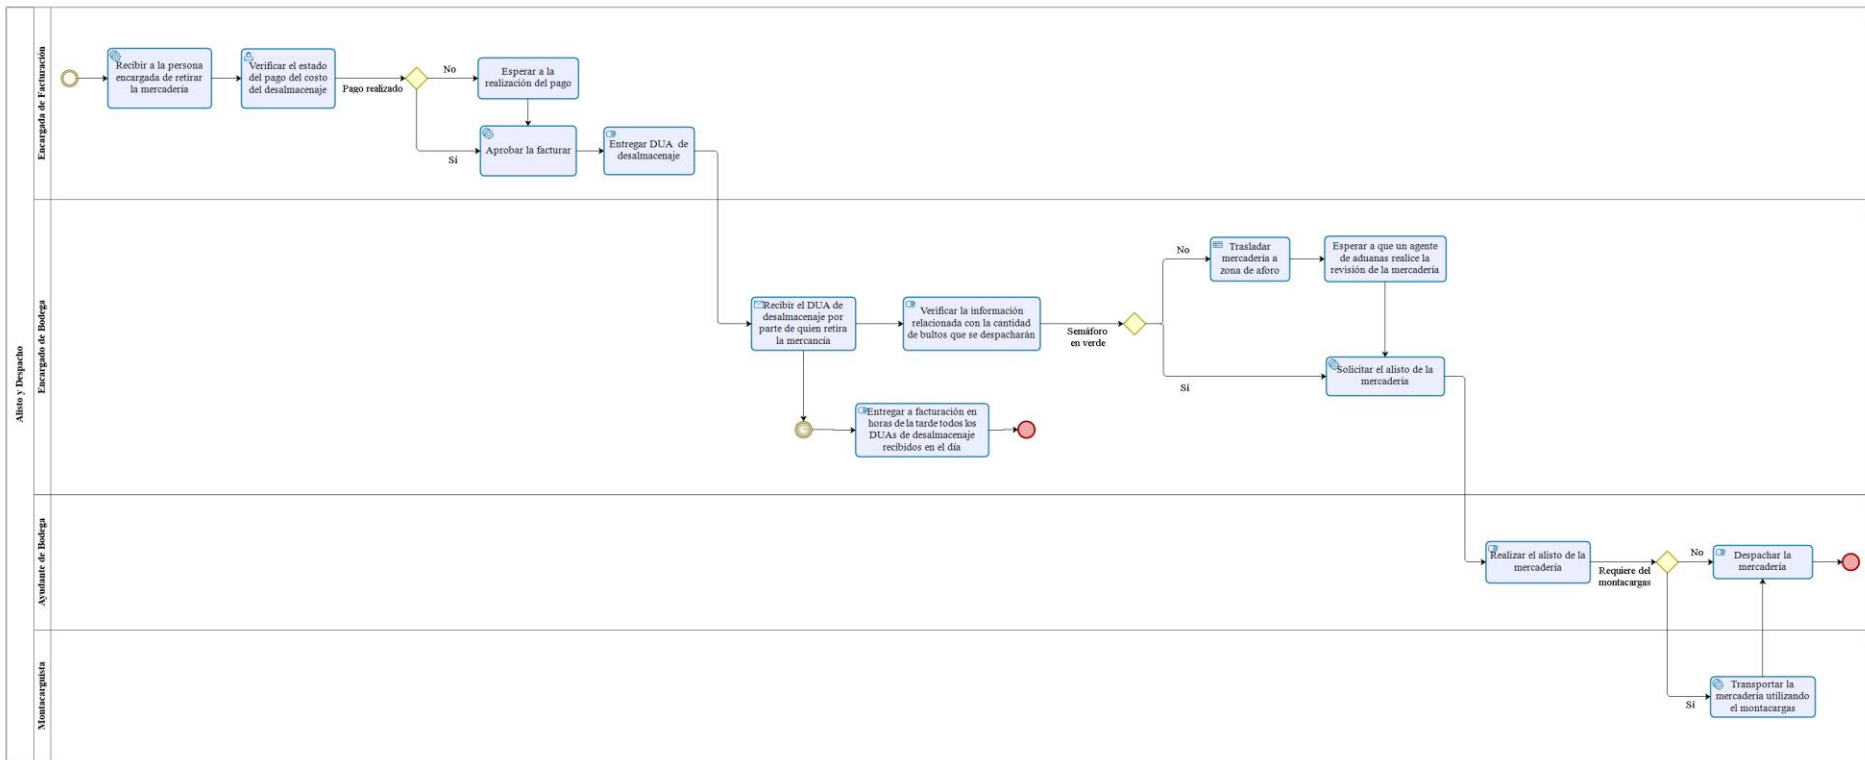 Alisto y Despacho
Encargada de Facturación
Recibir a la persona
encargada de retirar
la mercadería
Verificar el estado
del pago del costo
del desalmacenaje
Pago realizado
No
Sí
Esperar a la
realización del pago
Aprobar la facturar
Entregar DUA de
desalmacenaje
Encargado de Bodega
Recibir el DUA de
desalmacenaje por
parte de quien retira
la mercancía
Verificar la información
relacionada con la cantidad
de bultos que se despacharán
Semáforo
en verde
No
Sí
Trasladar
mercadería a
zona de aforo
Esperar a que un agente
de aduanas realice la
revisión de la mercadería
Solicitar el alisto de la
mercadería
Entregar a facturación en
horas de la tarde todos los
DUAs de desalmacenaje
recibidos en el día
Ayudante de Bodega
Realizar el alisto de la
mercadería
Requiere del
montacargas
No
Despachar la
mercadería
Montacarguista
Sí
Transportar la
mercadería utilizando
el montacargas